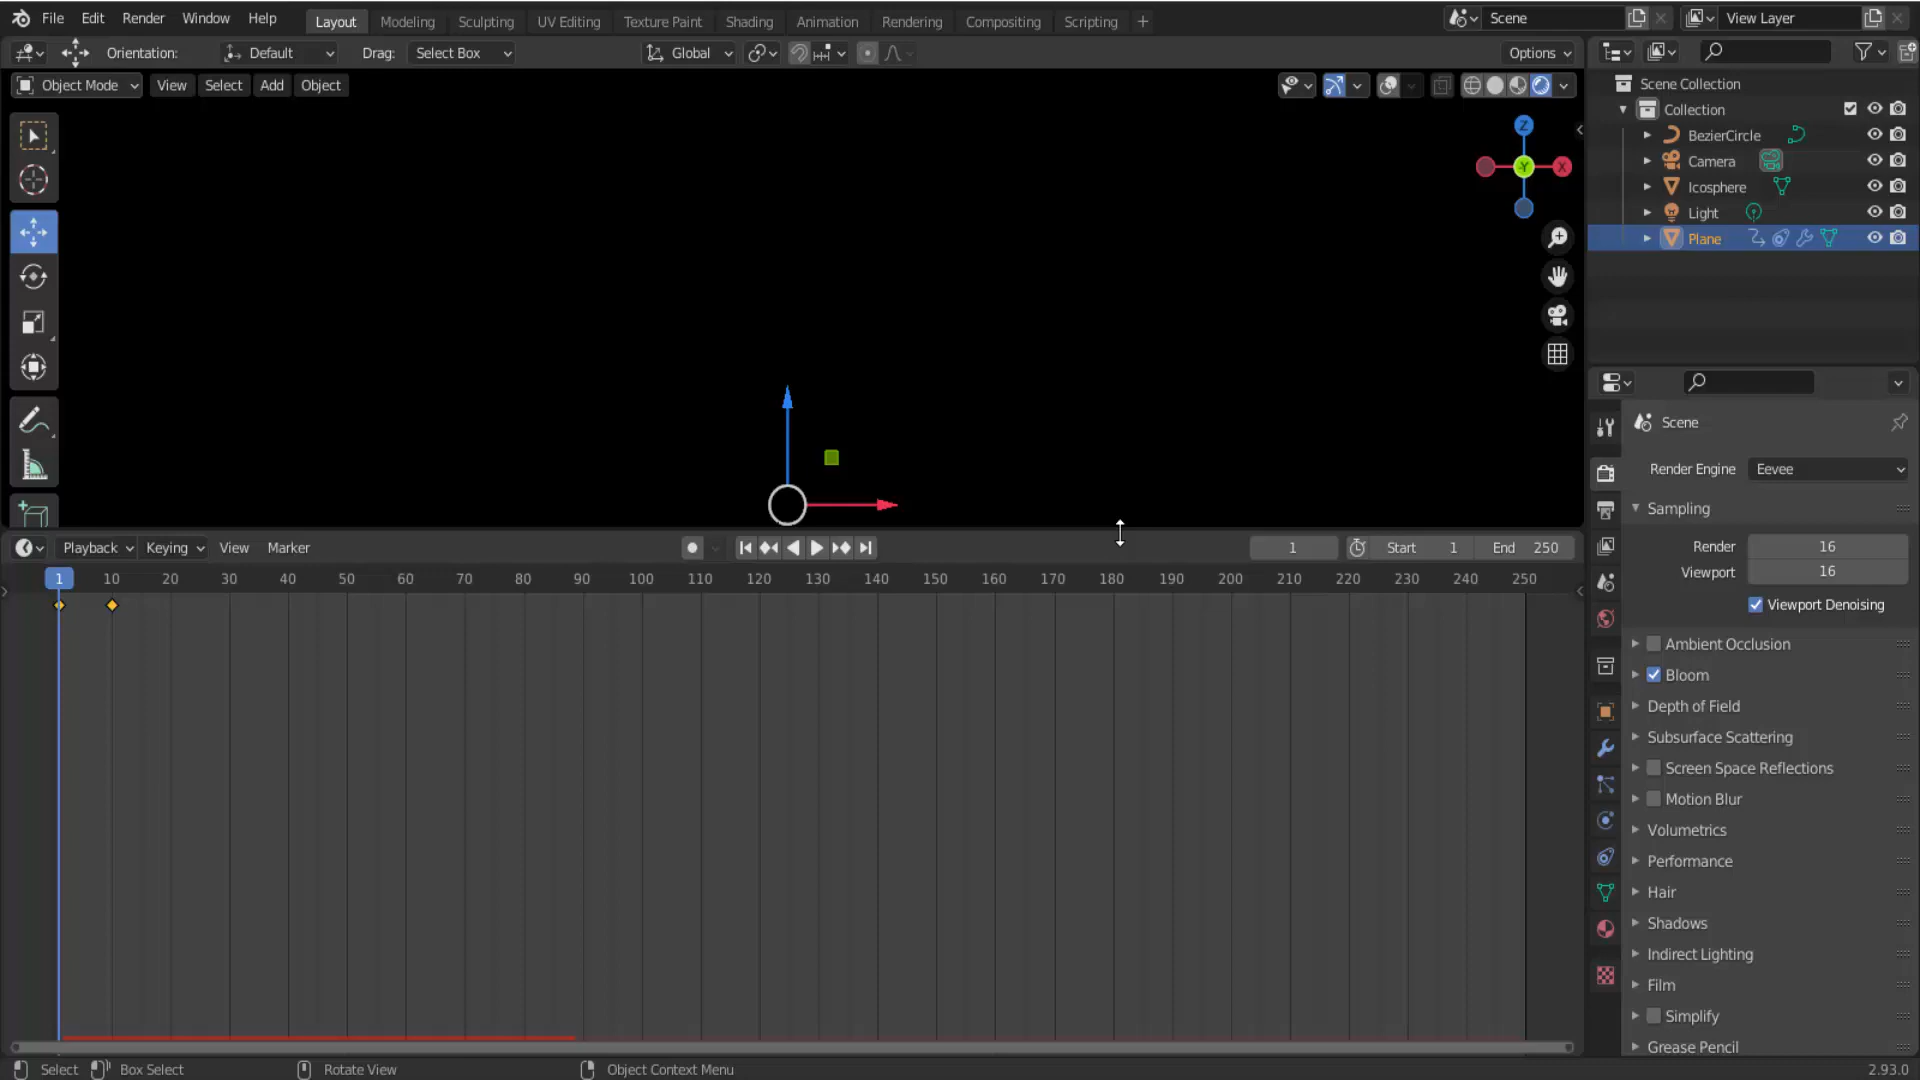 File Edit Render Window Help Layout Modeling Sculpting UV Editing Texture Paint Shading Animation Rendering Compositing Scripting + Scene View Layer
Orientation: Default Drag: Select Box Global Options
Object Mode View Select Add Object
Z
Y X
Scene Collection
Collection
BezierCircle
Camera
Icosphere
Light
Plane
Scene
Render Engine Eevee
Sampling
Render 16
Viewport 16
Viewport Denoising
Ambient Occlusion
Bloom
Depth of Field
Subsurface Scattering
Screen Space Reflections
Motion Blur
Volumetrics
Performance
Hair
Shadows
Indirect Lighting
Film
Simplify
Grease Pencil
Playback Keying View Marker 1 Start 1 End 250
1 10 20 30 40 50 60 70 80 90 100 110 120 130 140 150 160 170 180 190 200 210 220 230 240 250
Select Box Select Rotate View Object Context Menu 2.93.0